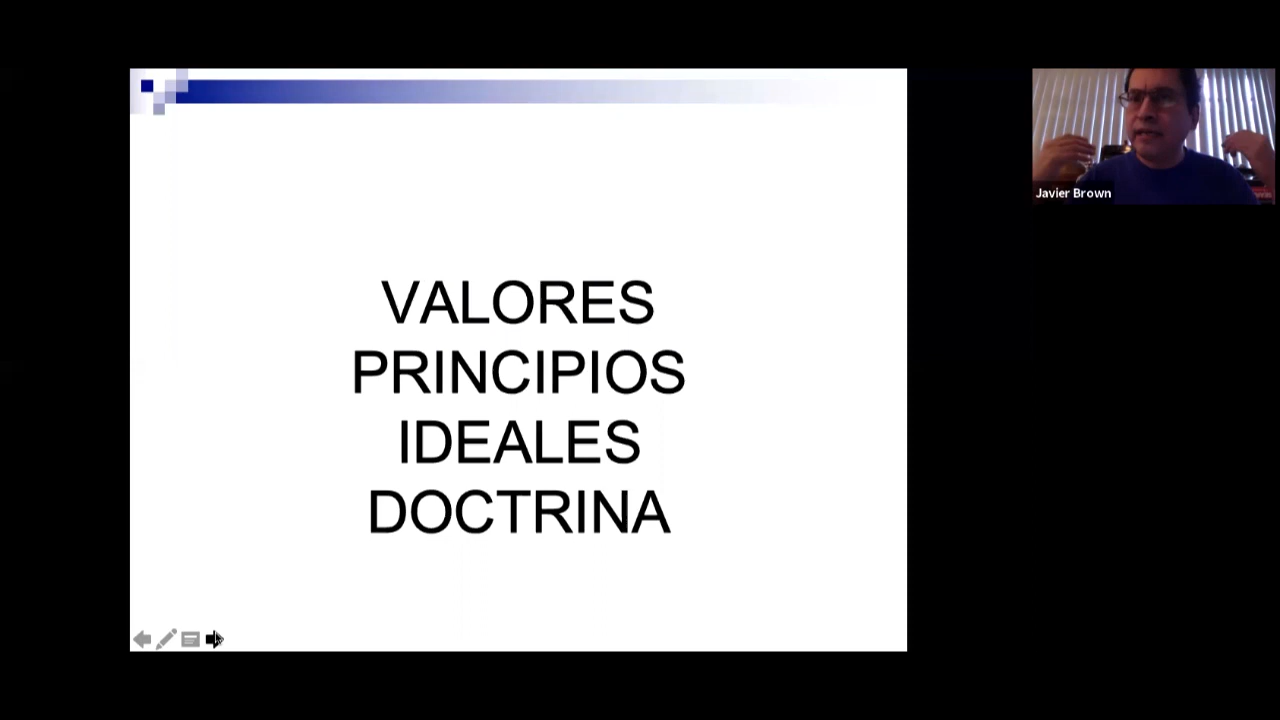 VALORES
PRINCIPIOS
IDEALES
DOCTRINA
Javier Brown